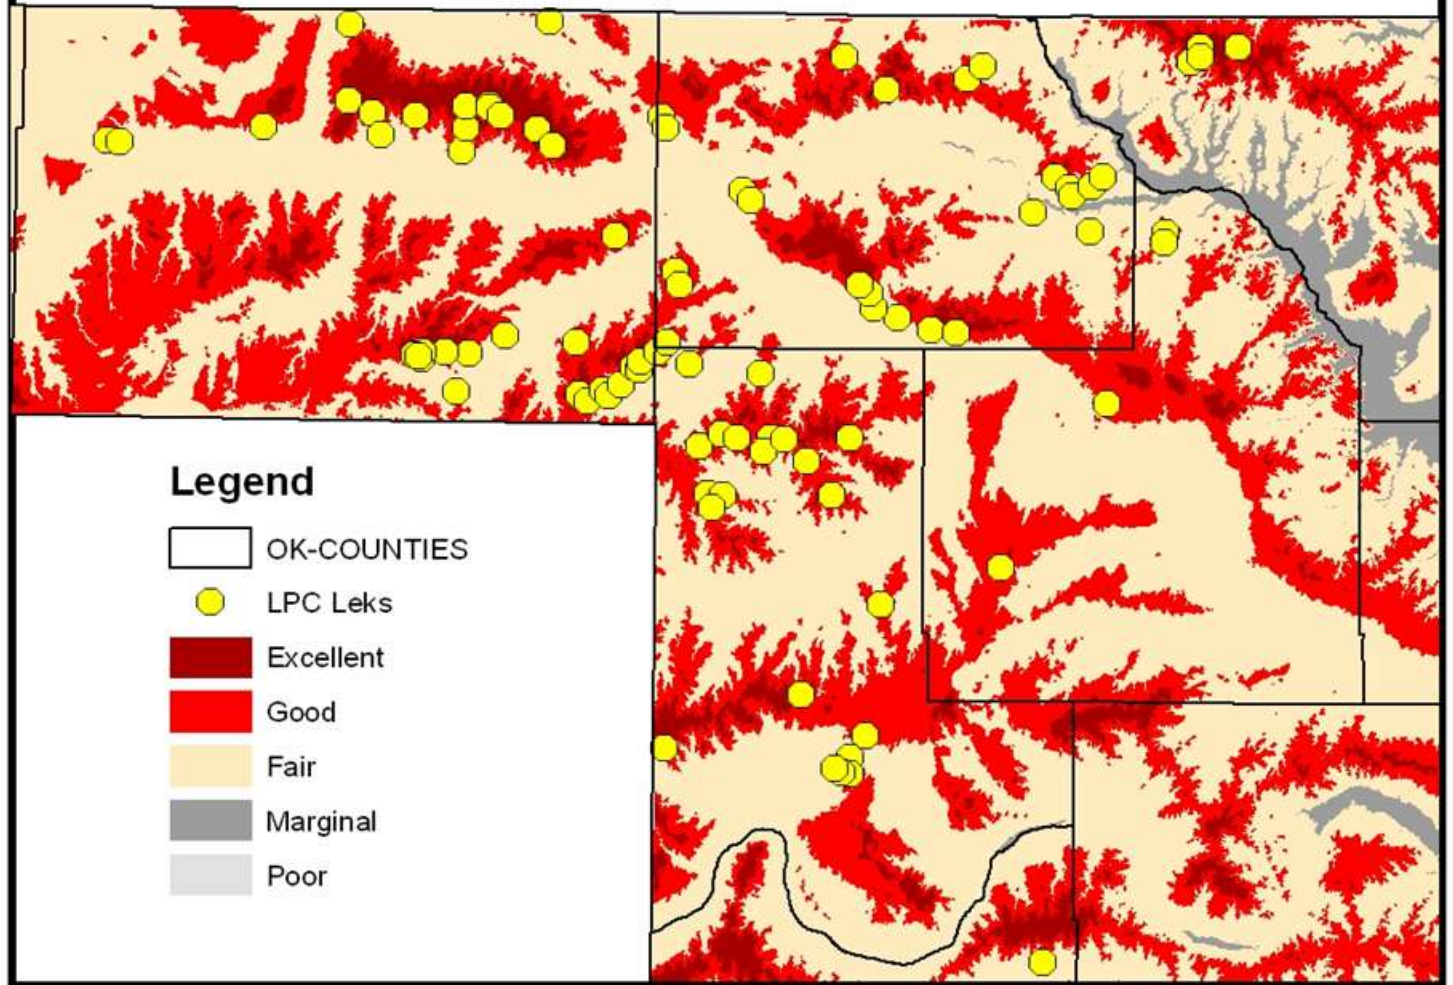 Legend
OK-COUNTIES
LPC Leks
Excellent
Good
Fair
Marginal
Poor